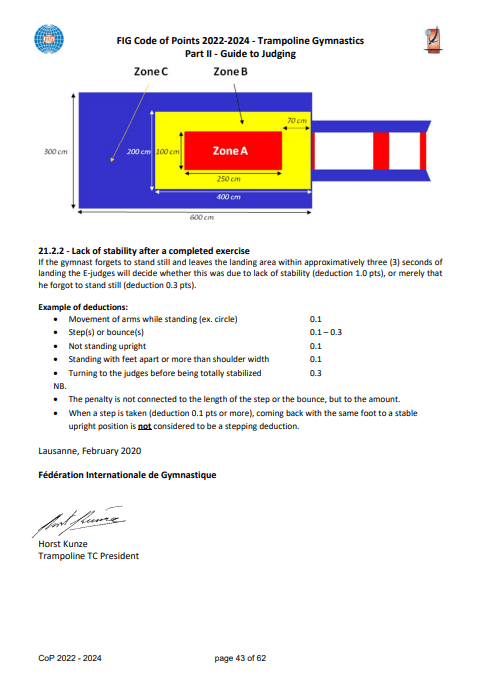 FIG Code of Points 2022-2024 - Trampoline Gymnastics
Part II - Guide to Judging
Zone C
Zone B
70 cm
300 cm
200 cm
100 cm
Zone A
250 cm
400 cm
600 cm
21.2.2 - Lack of stability after a completed exercise
If the gymnast forgets to stand still and leaves the landing area within approximatively three (3) seconds of
landing the E-judges will decide whether this was due to lack of stability (deduction 1.0 pts), or merely that
he forgot to stand still (deduction 0.3 pts).
Example of deductions:
• Movement of arms while standing (ex. circle) 0.1
• Step(s) or bounce(s) 0.1 – 0.3
• Not standing upright 0.1
• Standing with feet apart or more than shoulder width 0.1
• Turning to the judges before being totally stabilized 0.3
NB.
• The penalty is not connected to the length of the step or the bounce, but to the amount.
• When a step is taken (deduction 0.1 pts or more), coming back with the same foot to a stable
upright position is not considered to be a stepping deduction.
Lausanne, February 2020
Fédération Internationale de Gymnastique
Horst Kunze
Horst Kunze
Trampoline TC President
CoP 2022 - 2024
page 43 of 62